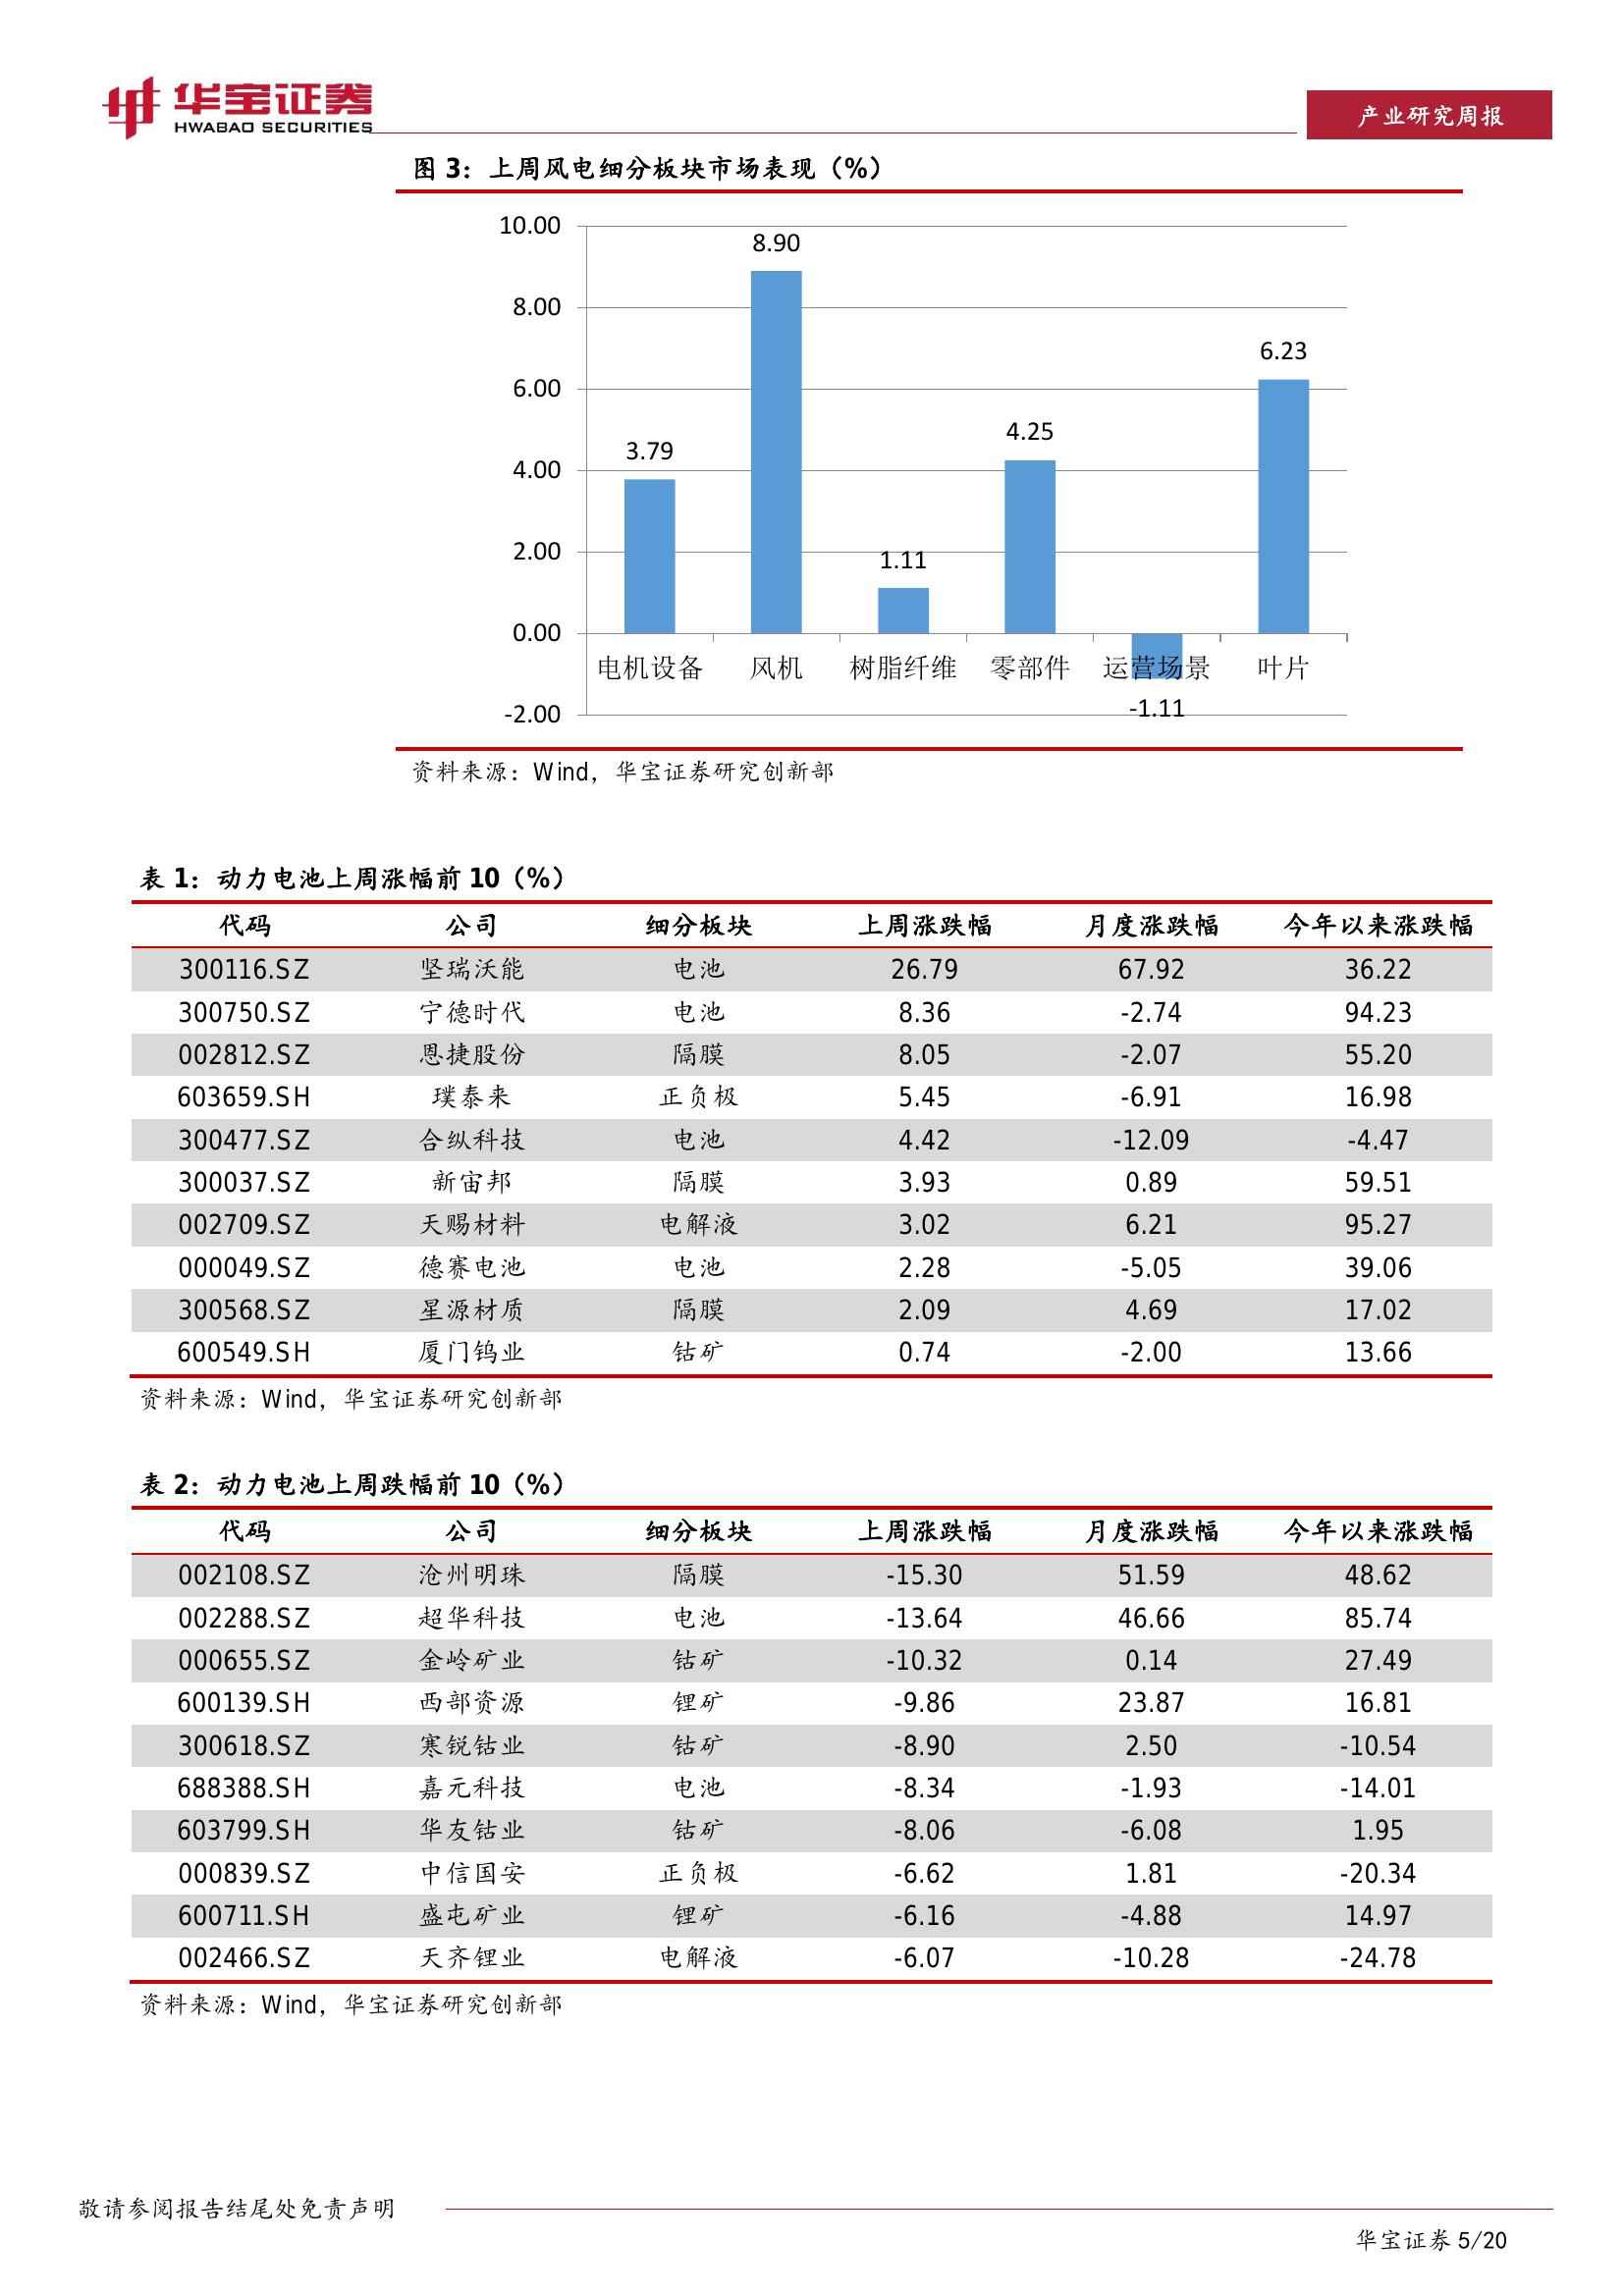 华宝证券
HWABAO SECURITIES
产业研究周报
图 3：上周风电细分板块市场表现（%）
10.00
8.90
8.00
6.23
6.00
4.25
3.79
4.00
2.00
1.11
0.00
电机设备 风机 树脂纤维 零部件 运营场景 叶片
-1.11
-2.00
资料来源：Wind，华宝证券研究创新部
表 1：动力电池上周涨幅前 10（%）
代码 公司 细分板块 上周涨跌幅 月度涨跌幅 今年以来涨跌幅
300116.SZ 坚瑞沃能 电池 26.79 67.92 36.22
300750.SZ 宁德时代 电池 8.36 -2.74 94.23
002812.SZ 恩捷股份 隔膜 8.05 -2.07 55.20
603659.SH 璞泰来 正负极 5.45 -6.91 16.98
300477.SZ 合纵科技 电池 4.42 -12.09 -4.47
300037.SZ 新宙邦 隔膜 3.93 0.89 59.51
002709.SZ 天赐材料 电解液 3.02 6.21 95.27
000049.SZ 德赛电池 电池 2.28 -5.05 39.06
300568.SZ 星源材质 隔膜 2.09 4.69 17.02
600549.SH 厦门钨业 钴矿 0.74 -2.00 13.66
资料来源：Wind，华宝证券研究创新部
表 2：动力电池上周跌幅前 10（%）
代码 公司 细分板块 上周涨跌幅 月度涨跌幅 今年以来涨跌幅
002108.SZ 沧州明珠 隔膜 -15.30 51.59 48.62
002288.SZ 超华科技 电池 -13.64 46.66 85.74
000655.SZ 金岭矿业 钴矿 -10.32 0.14 27.49
600139.SH 西部资源 锂矿 -9.86 23.87 16.81
300618.SZ 寒锐钴业 钴矿 -8.90 2.50 -10.54
688388.SH 嘉元科技 电池 -8.34 -1.93 -14.01
603799.SH 华友钴业 钴矿 -8.06 -6.08 1.95
000839.SZ 中信国安 正负极 -6.62 1.81 -20.34
600711.SH 盛屯矿业 锂矿 -6.16 -4.88 14.97
002466.SZ 天齐锂业 电解液 -6.07 -10.28 -24.78
资料来源：Wind，华宝证券研究创新部
敬请参阅报告结尾处免责声明
华宝证券 5/20